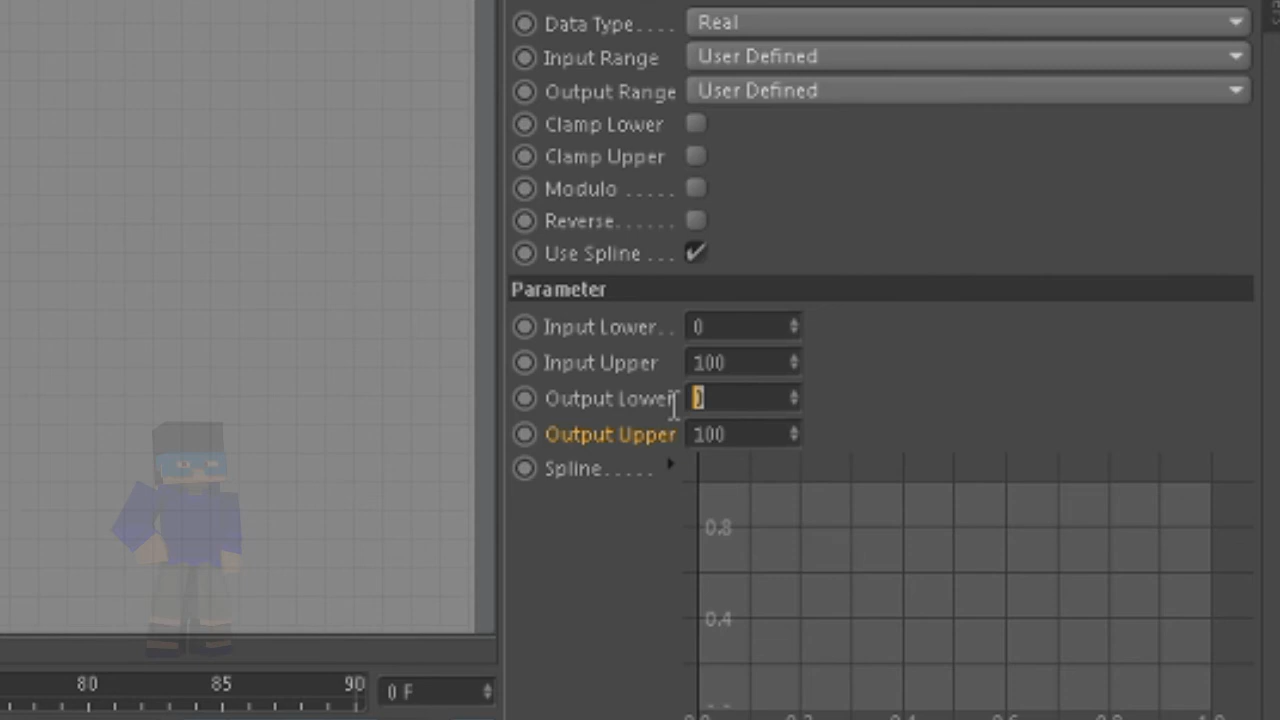 Data Type.... Real
Input Range User Defined
Output Range User Defined
Clamp Lower
Clamp Upper
Modulo .....
Reverse......
Use Spline ...
Parameter
Input Lower.. 0
Input Upper 100
Output Lower 0
Output Upper 100
Spline.....
0.8
0.4
80 85 90 0 F